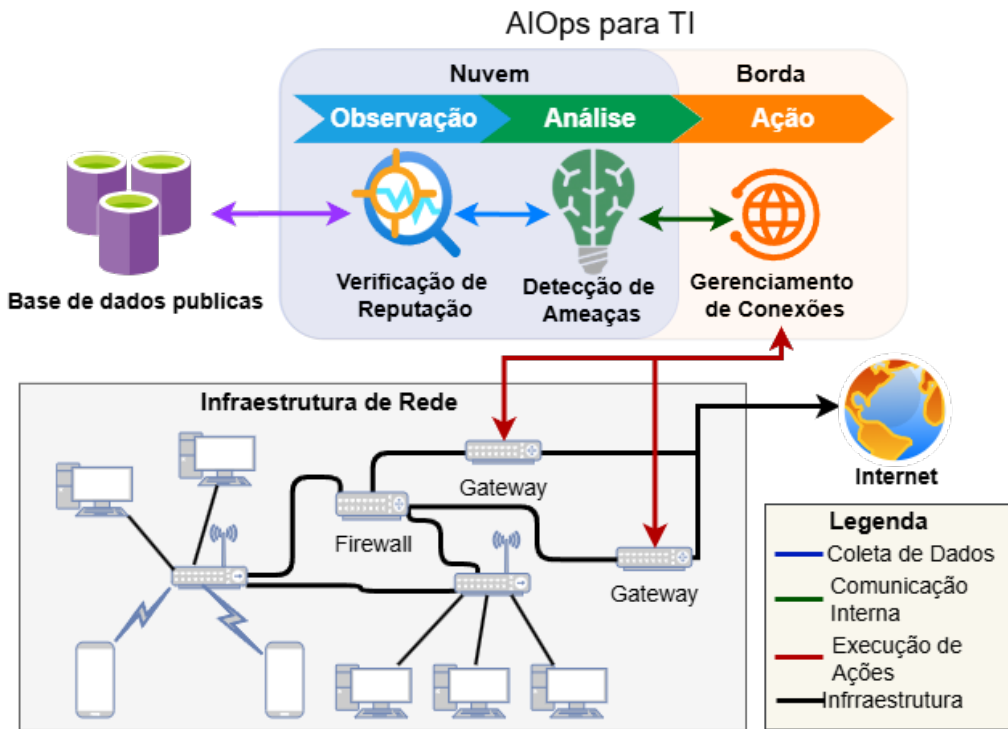 AIOps para TI
Nuvem
Borda
Observação
Análise
Ação
Base de dados publicas
Verificação de
Reputação
Detecção de
Ameaças
Gerenciamento
de Conexões
Infraestrutura de Rede
Gateway
Firewall
Gateway
Internet
Legenda
Coleta de Dados
Comunicação
Interna
Execução de
Ações
Infrraestrutura